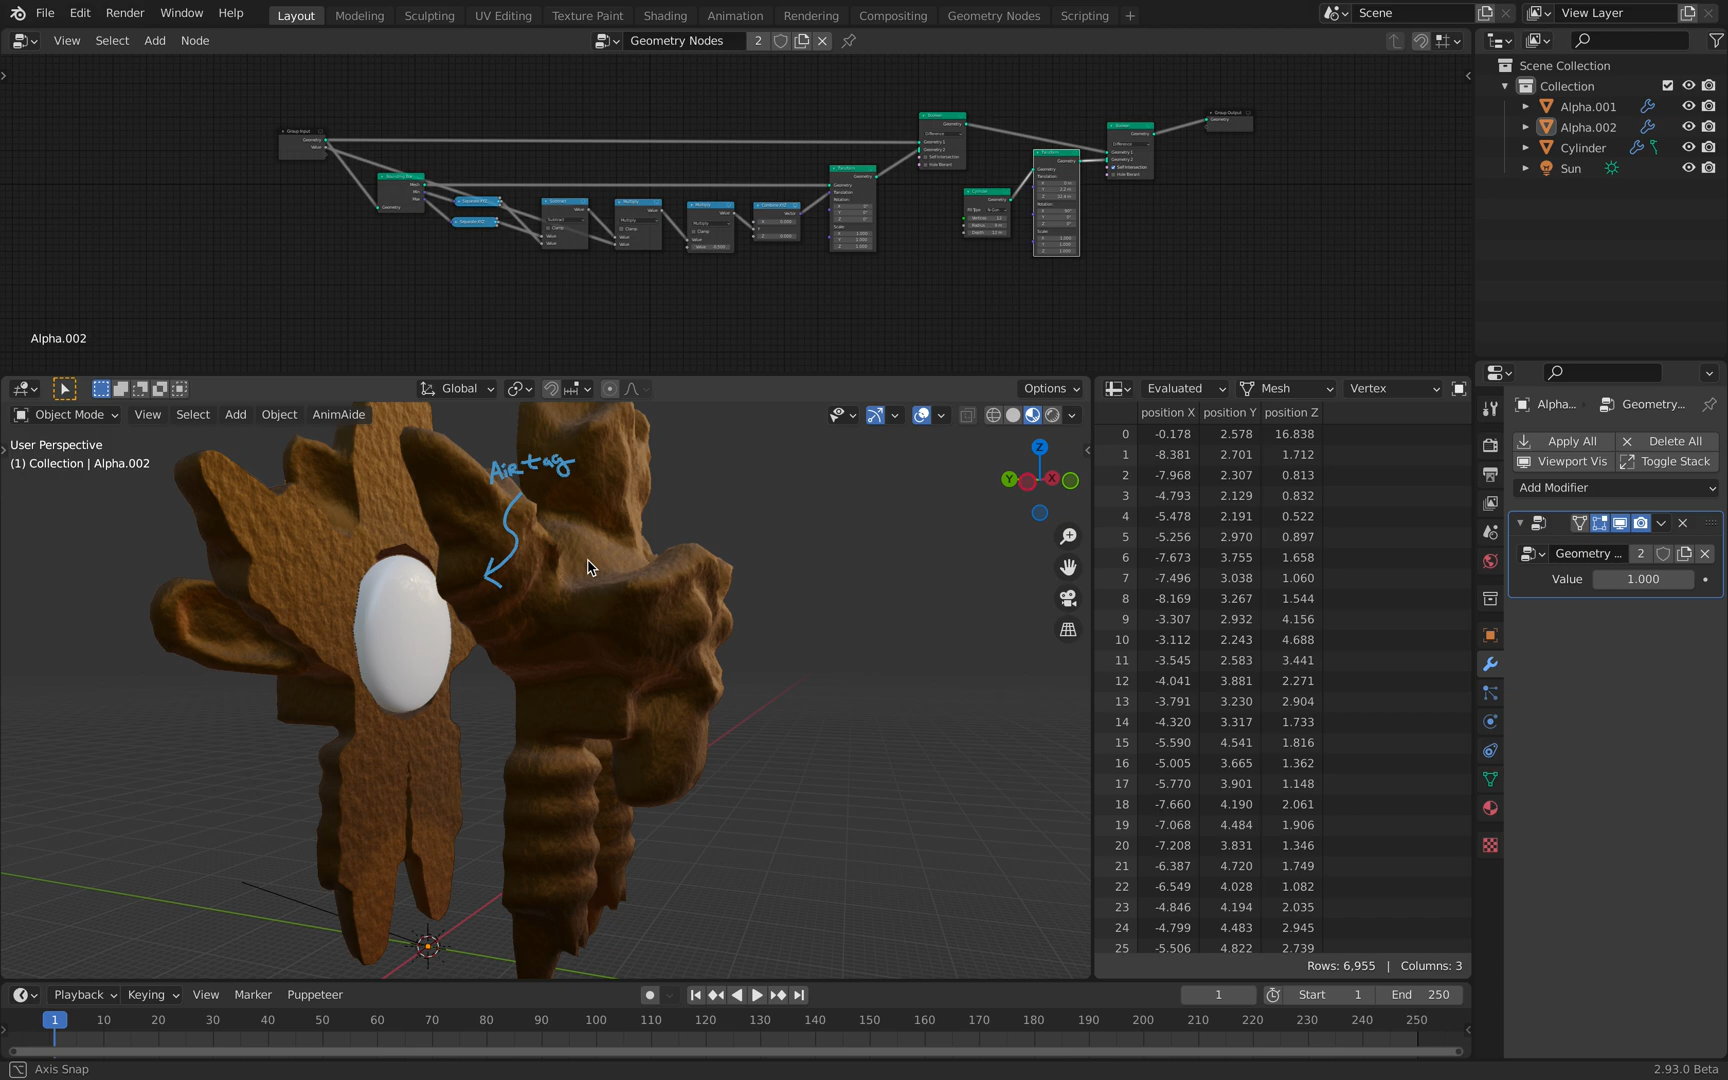 File Edit Render Window Help Layout Modeling Sculpting UV Editing Texture Paint Shading Animation Rendering Compositing Geometry Nodes Scripting + Scene View Layer
View Select Add Node Geometry Nodes 2
Scene Collection
Collection
Alpha.001
Alpha.002
Cylinder
Sun
Group Input
Geometry
Value
Group Output
Geometry
Alpha.002
Global Options
Object Mode View Select Add Object AnimAide
User Perspective
(1) Collection | Alpha.002
Airtag
Z
Y X
Evaluated Mesh Vertex
position X position Y position Z
0 -0.178 2.578 16.838
1 -8.381 2.701 1.712
2 -7.968 2.307 0.813
3 -4.793 2.129 0.832
4 -5.478 2.191 0.522
5 -5.256 2.970 0.897
6 -7.673 3.755 1.658
7 -7.496 3.038 1.060
8 -8.169 3.267 1.544
9 -3.307 2.932 4.156
10 -3.112 2.243 4.688
11 -3.545 2.583 3.441
12 -4.041 3.881 2.271
13 -3.791 3.230 2.904
14 -4.320 3.317 1.733
15 -5.590 4.541 1.816
16 -5.005 3.665 1.362
17 -5.770 3.901 1.148
18 -7.660 4.190 2.061
19 -7.068 4.484 1.906
20 -7.208 3.831 1.346
21 -6.387 4.720 1.749
22 -6.549 4.028 1.082
23 -4.846 4.194 2.035
24 -4.799 4.483 2.945
25 -5.506 4.822 2.739
Rows: 6,955 | Columns: 3
Alpha... Geometry...
Apply All Delete All
Viewport Vis Toggle Stack
Add Modifier
Geometry ... 2
Value 1.000
Playback Keying View Marker Puppeteer 1 Start 1 End 250
1 10 20 30 40 50 60 70 80 90 100 110 120 130 140 150 160 170 180 190 200 210 220 230 240 250
Axis Snap 2.93.0 Beta